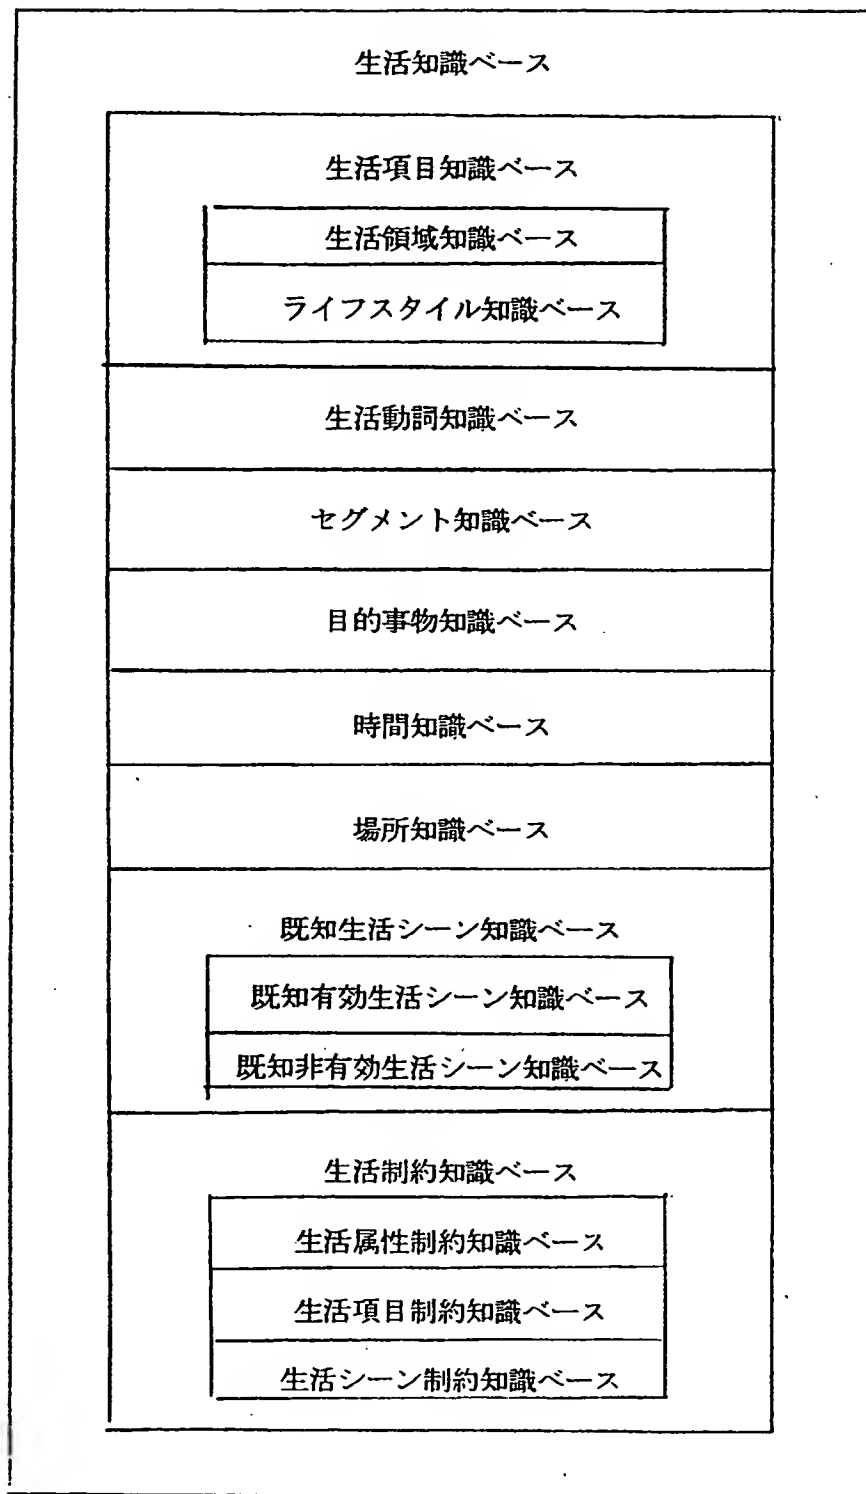 生活知識ベース
生活項目知識ベース
生活領域知識ベース
ライフスタイル知識ベース
生活動詞知識ベース
セグメント知識ベース
目的事物知識ベース
時間知識ベース
場所知識ベース
既知生活シーン知識ベース
既知有効生活シーン知識ベース
既知非有効生活シーン知識ベース
生活制約知識ベース
生活属性制約知識ベース
生活項目制約知識ベース
生活シーン制約知識ベース